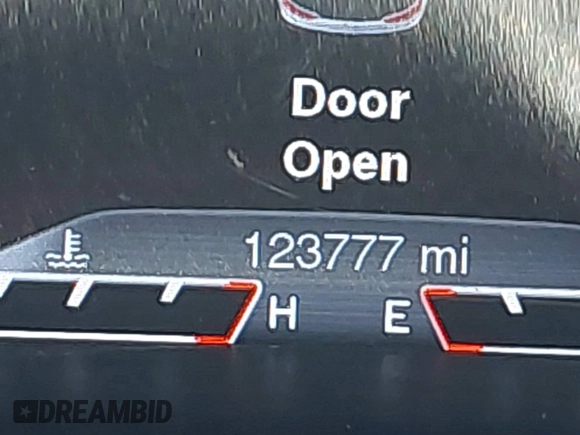 Door
Open
123777 mi
H E
DREAMBID